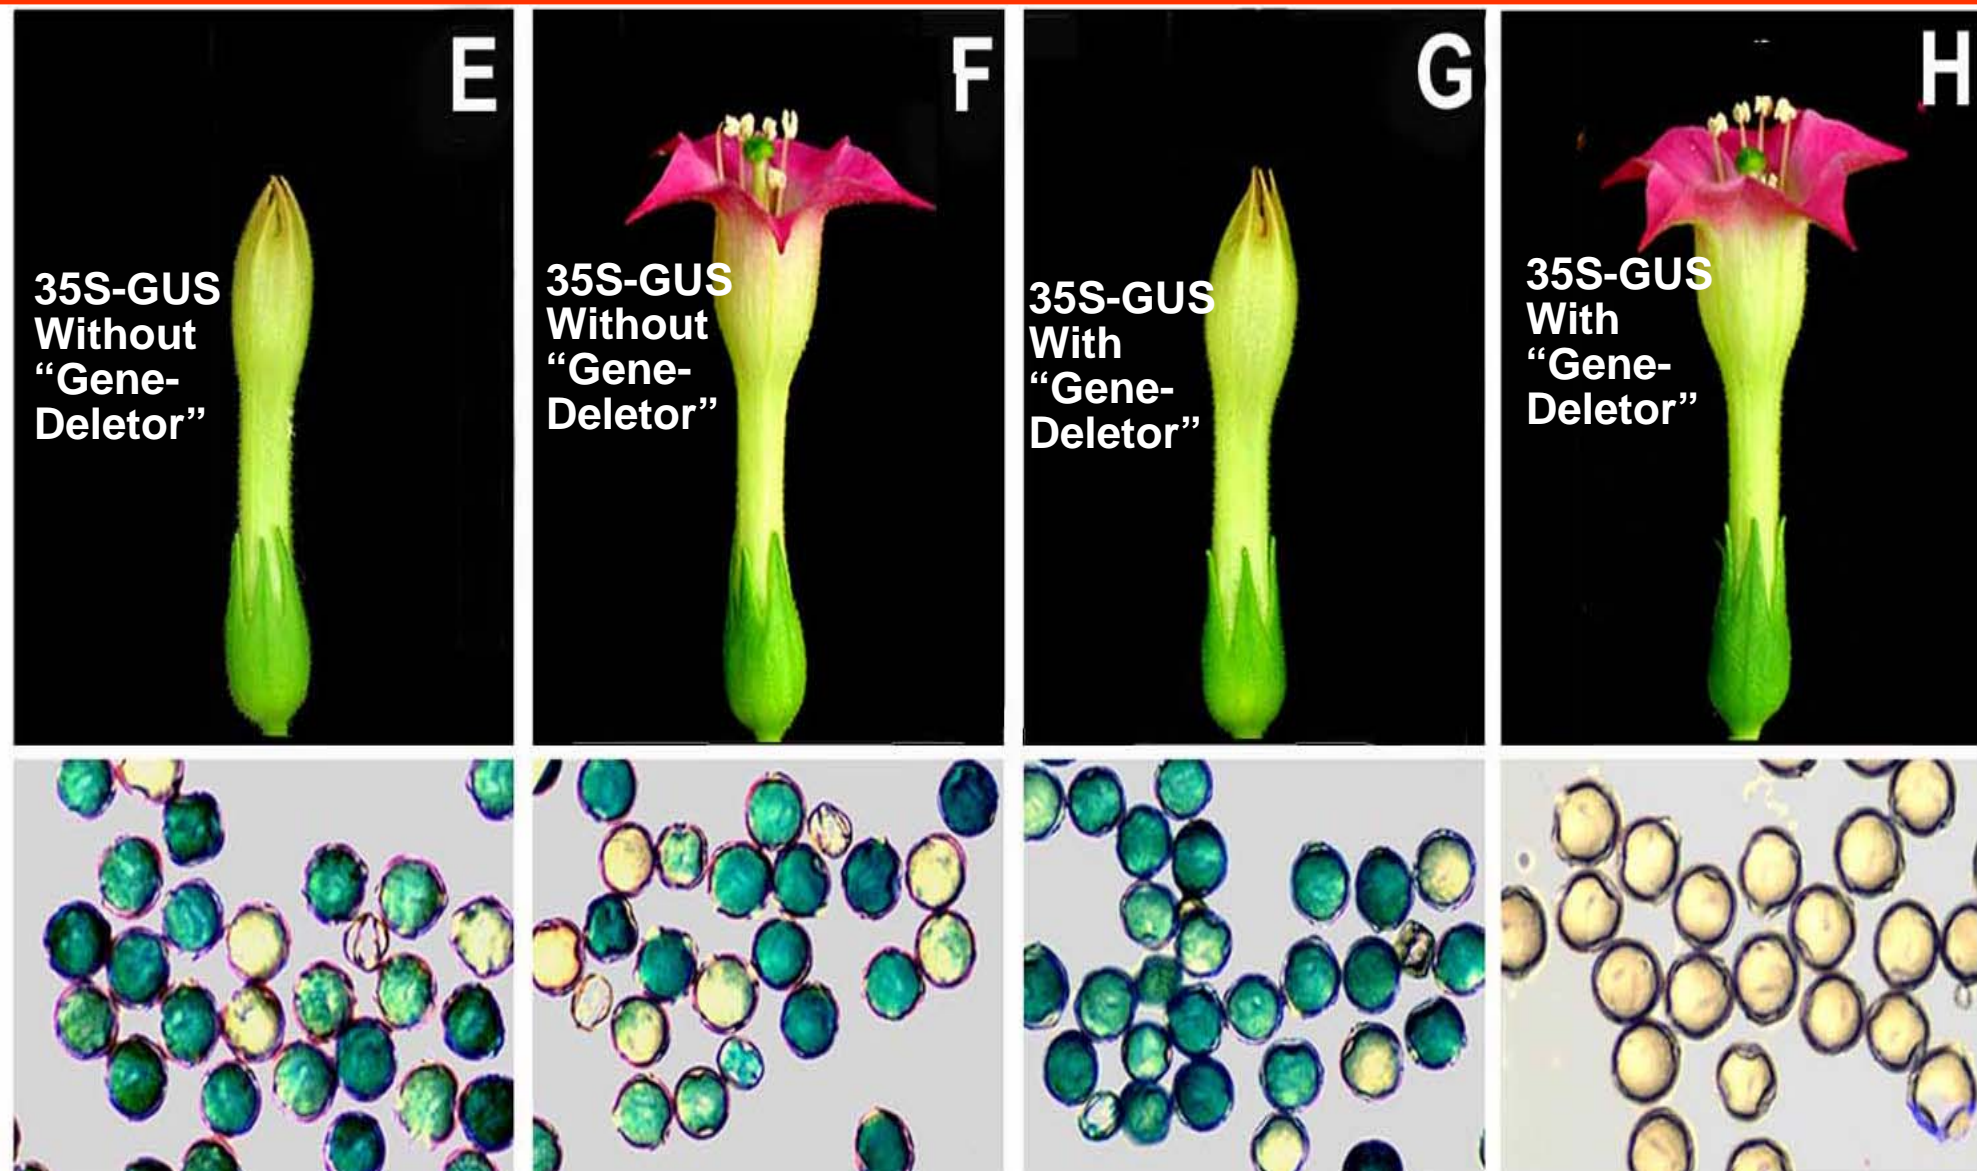 E
35S-GUS
Without
“Gene-
Deletor”
F
35S-GUS
Without
“Gene-
Deletor”
G
35S-GUS
With
“Gene-
Deletor”
H
35S-GUS
With
“Gene-
Deletor”